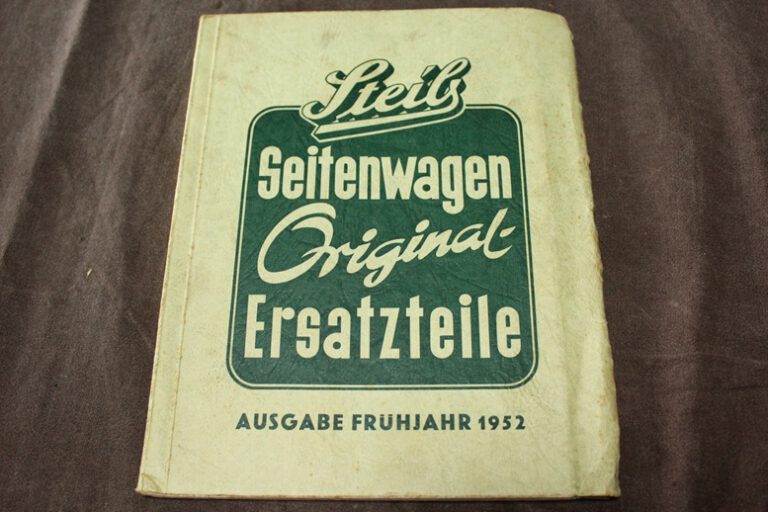 Steib
Seitenwagen
Original-
Ersatzteile
AUSGABE FRÜHJAHR 1952